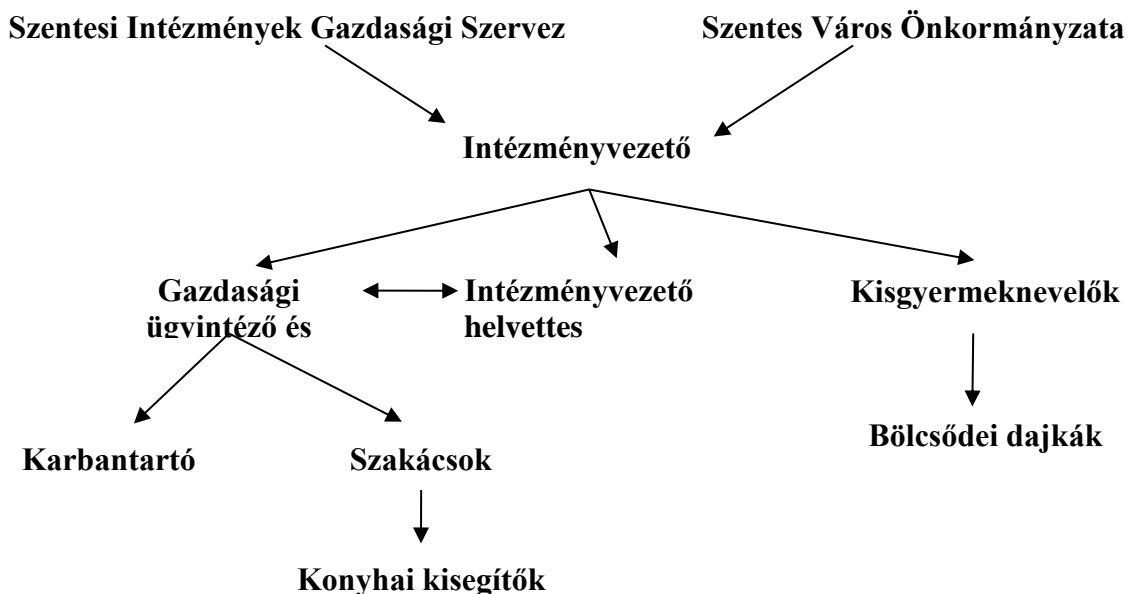 Szentesi Intézmények Gazdasági Szervez
Szentes Város Önkormányzata
Intézményvezető
Gazdasági
ügyintéző és
Intézményvezető
helyettes
Kisgyermeknevelők
Karbantartó
Szakácsok
Bölcsődei dajkák
Konyhai kisegítők